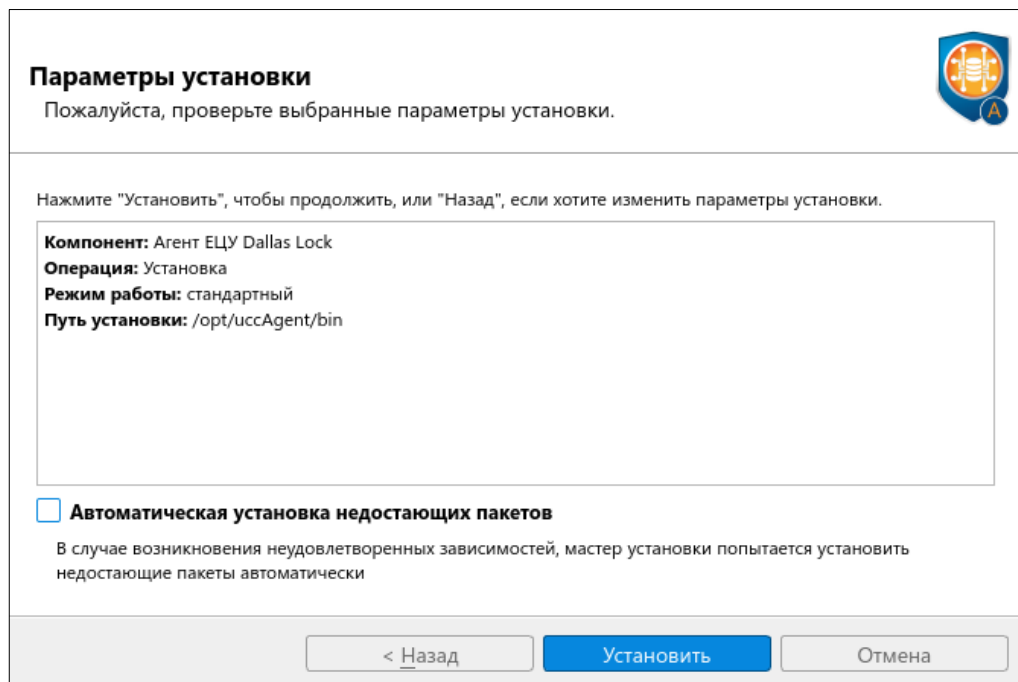 Параметры установки
Пожалуйста, проверьте выбранные параметры установки.
A
Нажмите "Установить", чтобы продолжить, или "Назад", если хотите изменить параметры установки.
Компонент: Агент ЕЦУ Dallas Lock
Операция: Установка
Режим работы: стандартный
Путь установки: /opt/uccAgent/bin
Автоматическая установка недостающих пакетов
В случае возникновения неудовлетворенных зависимостей, мастер установки попытается установить
недостающие пакеты автоматически
< Назад
Установить
Отмена